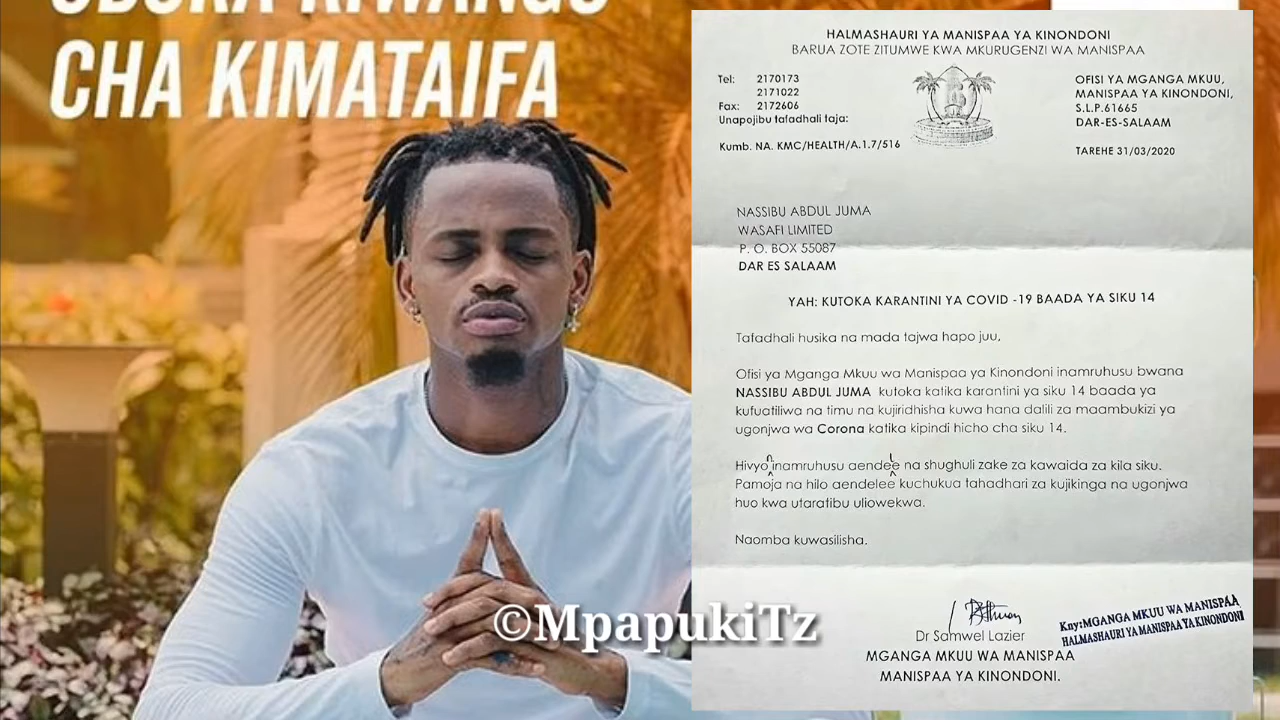 CHA KIMATAIFA
HALMASHAURI YA MANISPAA YA KINONDONI
BARUA ZOTE ZITUMWE KWA MKURUGENZI WA MANISPAA
Tel: 2170173
2171022
Fax: 2172606
Unapojibu tafadhali taja:
Kumb. NA. KMC/HEALTH/A.1.7/516
OFISI YA MGANGA MKUU,
MANISPAA YA KINONDONI,
S.L.P.61665
DAR-ES-SALAAM
TAREHE 31/03/2020
NASSIBU ABDUL JUMA
WASAFI LIMITED
P. O. BOX 55087
DAR ES SALAAM
YAH: KUTOKA KARANTINI YA COVID -19 BAADA YA SIKU 14
Tafadhali husika na mada tajwa hapo juu,
Ofisi ya Mganga Mkuu wa Manispaa ya Kinondoni inamruhusu bwana
NASSIBU ABDUL JUMA kutoka katika karantini ya siku 14 baada ya
kufuatiliwa na timu na kujiridhisha kuwa hana dalili za maambukizi ya
ugonjwa wa Corona katika kipindi hicho cha siku 14.
Hivyo inamruhusu aendee na shughuli zake za kawaida za kila siku.
Pamoja na hilo aendelee kuchukua tahadhari za kujikinga na ugonjwa
huo kwa utaratibu uliowekwa.
Naomba kuwasilisha.
Dr Samwel Lazier
MGANGA MKUU WA MANISPAA
MANISPAA YA KINONDONI.
Kny:MGANGA MKUU WA MANISPAA
HALMASHAURI YA MANISPAA YA KINONDONI
©MpapukiTz